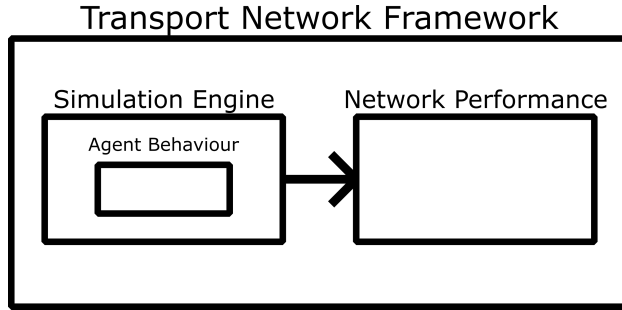 Transport Network Framework
Simulation Engine
Network Performance
Agent Behaviour